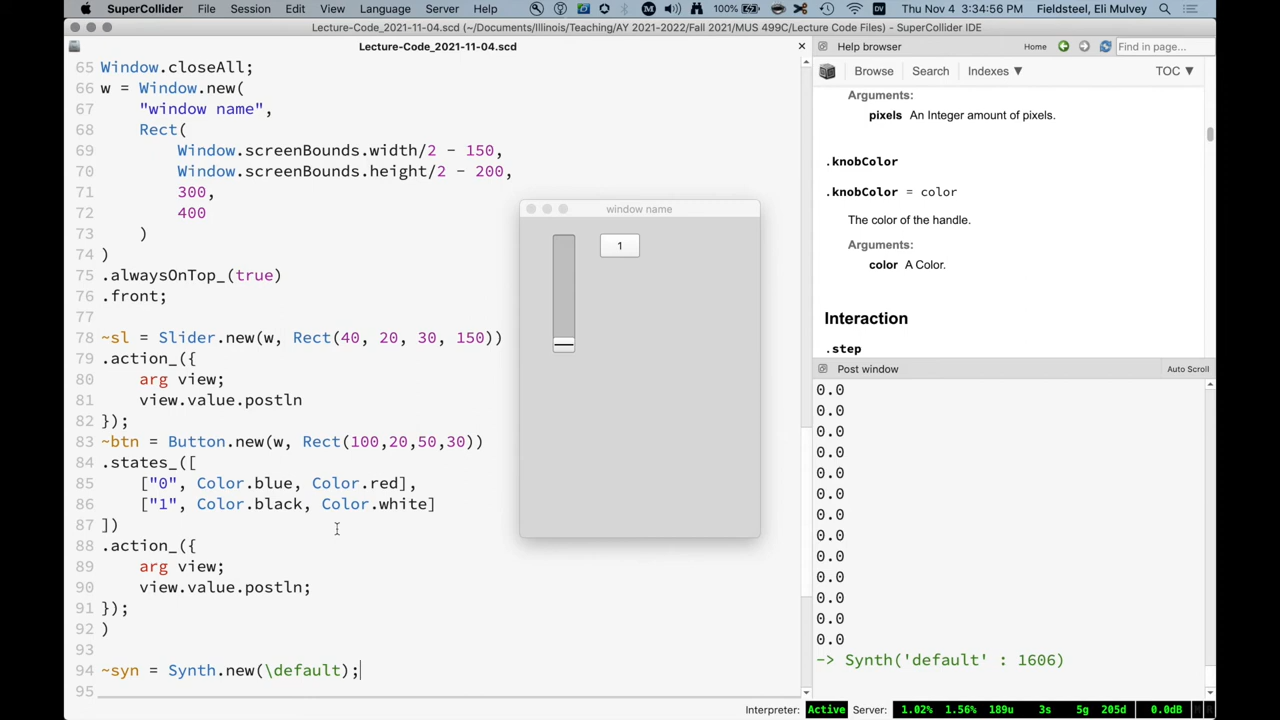 SuperCollider File Session Edit View Language Server Help 100% Thu Nov 4 3:34:56 PM Fieldsteel, Eli Mulvey
Lecture-Code_2021-11-04.scd (~/Documents/Illinois/Teaching/AY 2021-2022/Fall 2021/MUS 499C/Lecture Code Files) - SuperCollider IDE
Lecture-Code_2021-11-04.scd
65 Window.closeAll;
66 w = Window.new(
67 "window name",
68 Rect(
69 Window.screenBounds.width/2 - 150,
70 Window.screenBounds.height/2 - 200,
71 300,
72 400
73 )
74 )
75 .alwaysOnTop_(true)
76 .front;
77
78 ~sl = Slider.new(w, Rect(40, 20, 30, 150))
79 .action_({
80 arg view;
81 view.value.postln
82 });
83 ~btn = Button.new(w, Rect(100,20,50,30))
84 .states_([
85 ["0", Color.blue, Color.red],
86 ["1", Color.black, Color.white]
87 ])
88 .action_({
89 arg view;
90 view.value.postln;
91 });
92 )
93
94 ~syn = Synth.new(\default);
95
window name
1
Help browser Home Find in page...
Browse Search Indexes ▼ TOC ▼
Arguments:
pixels An Integer amount of pixels.
.knobColor
.knobColor = color
The color of the handle.
Arguments:
color A Color.
Interaction
.step
Post window Auto Scroll
0.0
0.0
0.0
0.0
0.0
0.0
0.0
0.0
0.0
0.0
0.0
0.0
0.0
-> Synth('default' : 1606)
Interpreter: Active Server: 1.02% 1.56% 189u 3s 5g 205d 0.0dB M R